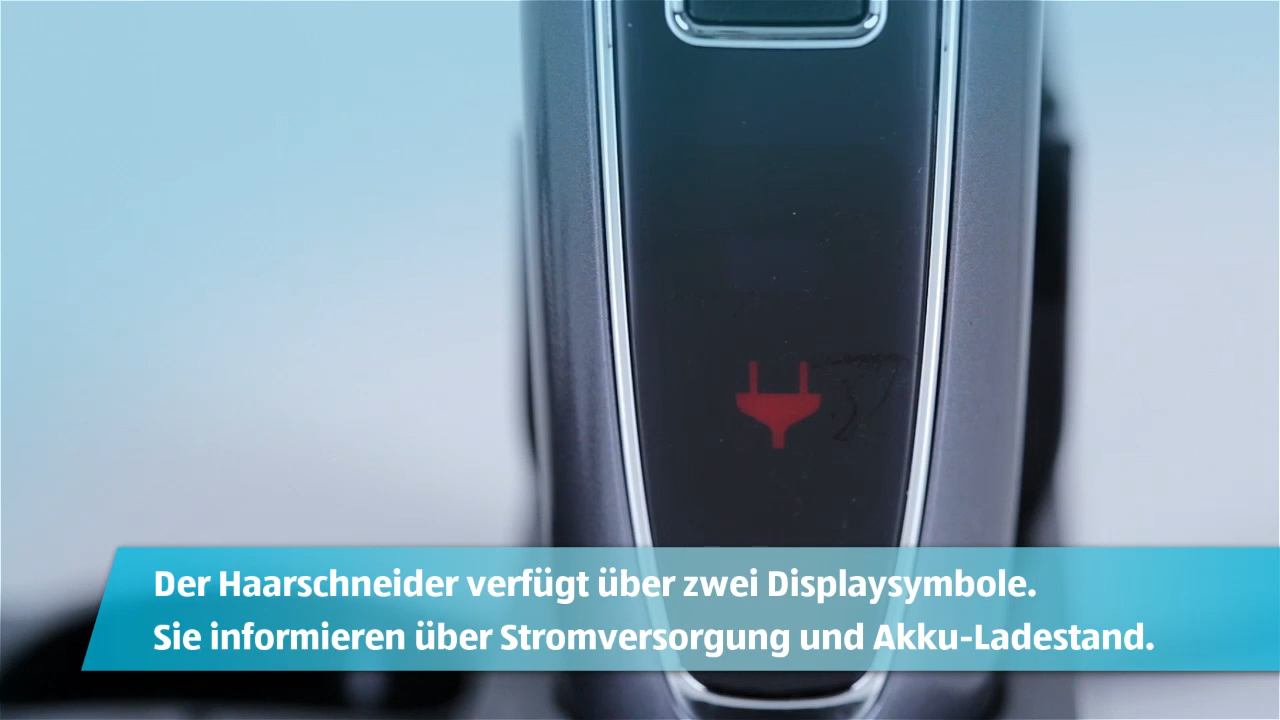 Der Haarschneider verfügt über zwei Displaysymbole.
Sie informieren über Stromversorgung und Akku-Ladestand.